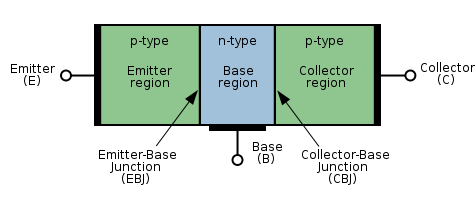 p-type
n-type
p-type
Emitter
(E)
Emitter
region
Base
region
Collector
region
Collector
(C)
Emitter-Base
Junction
(EBJ)
Base
(B)
Collector-Base
Junction
(CBJ)